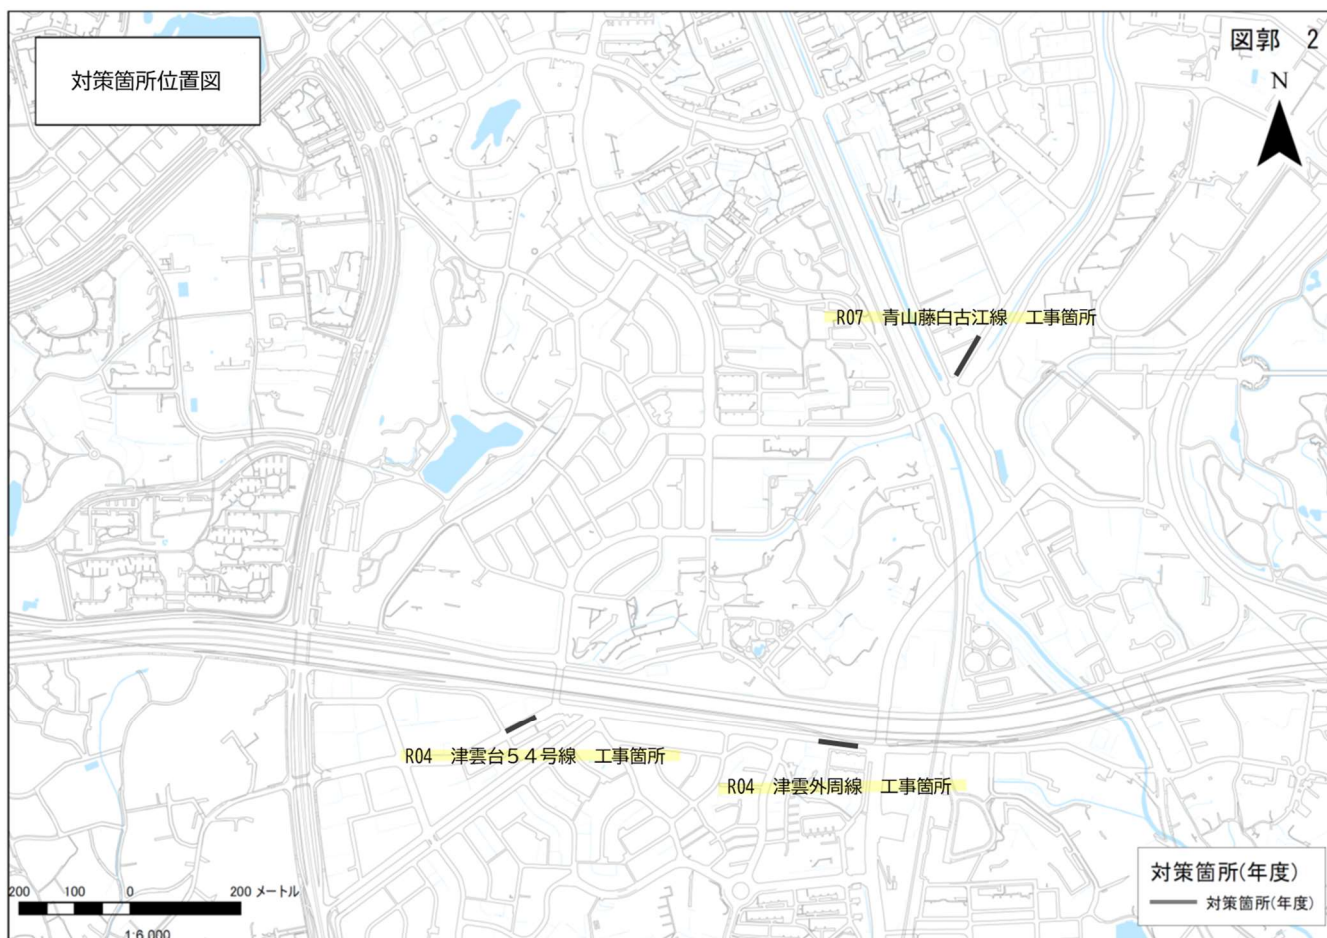 図郭 2
対策箇所位置図
N
R07 青山藤白古江線 工事箇所
R04 津雲台５４号線 工事箇所
R04 津雲外周線 工事箇所
対策箇所(年度)
対策箇所(年度)
200 100 0 200 メートル
1:6,000